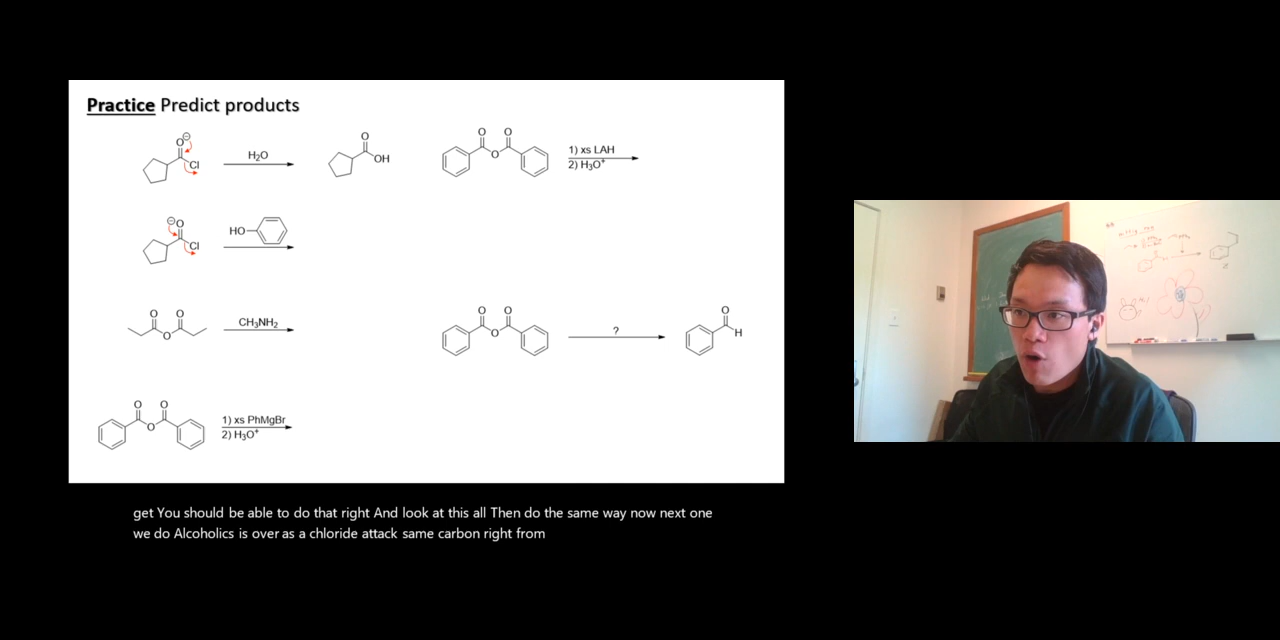 Practice Predict products
O⊖
Cl
H₂O
O
OH
O O
O
1) xs LAH
2) H₃O⁺
⊖O
Cl
HO
O O
O
CH₃NH₂
O O
O
?
O
H
O O
O
1) xs PhMgBr
2) H₃O⁺
get You should be able to do that right And look at this all Then do the same way now next one
we do Alcoholics is over as a chloride attack same carbon right from